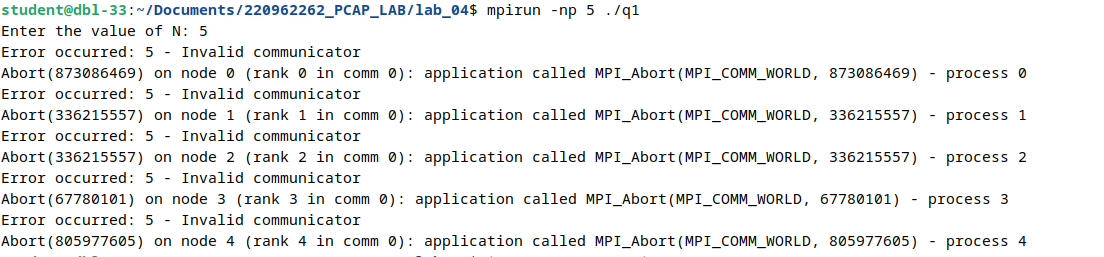 student@dbl-33:~/Documents/220962262_PCAP_LAB/lab_04$ mpirun -np 5 ./q1
Enter the value of N: 5
Error occurred: 5 - Invalid communicator
Abort(873086469) on node 0 (rank 0 in comm 0): application called MPI_Abort(MPI_COMM_WORLD, 873086469) - process 0
Error occurred: 5 - Invalid communicator
Abort(336215557) on node 1 (rank 1 in comm 0): application called MPI_Abort(MPI_COMM_WORLD, 336215557) - process 1
Error occurred: 5 - Invalid communicator
Abort(336215557) on node 2 (rank 2 in comm 0): application called MPI_Abort(MPI_COMM_WORLD, 336215557) - process 2
Error occurred: 5 - Invalid communicator
Abort(67780101) on node 3 (rank 3 in comm 0): application called MPI_Abort(MPI_COMM_WORLD, 67780101) - process 3
Error occurred: 5 - Invalid communicator
Abort(805977605) on node 4 (rank 4 in comm 0): application called MPI_Abort(MPI_COMM_WORLD, 805977605) - process 4